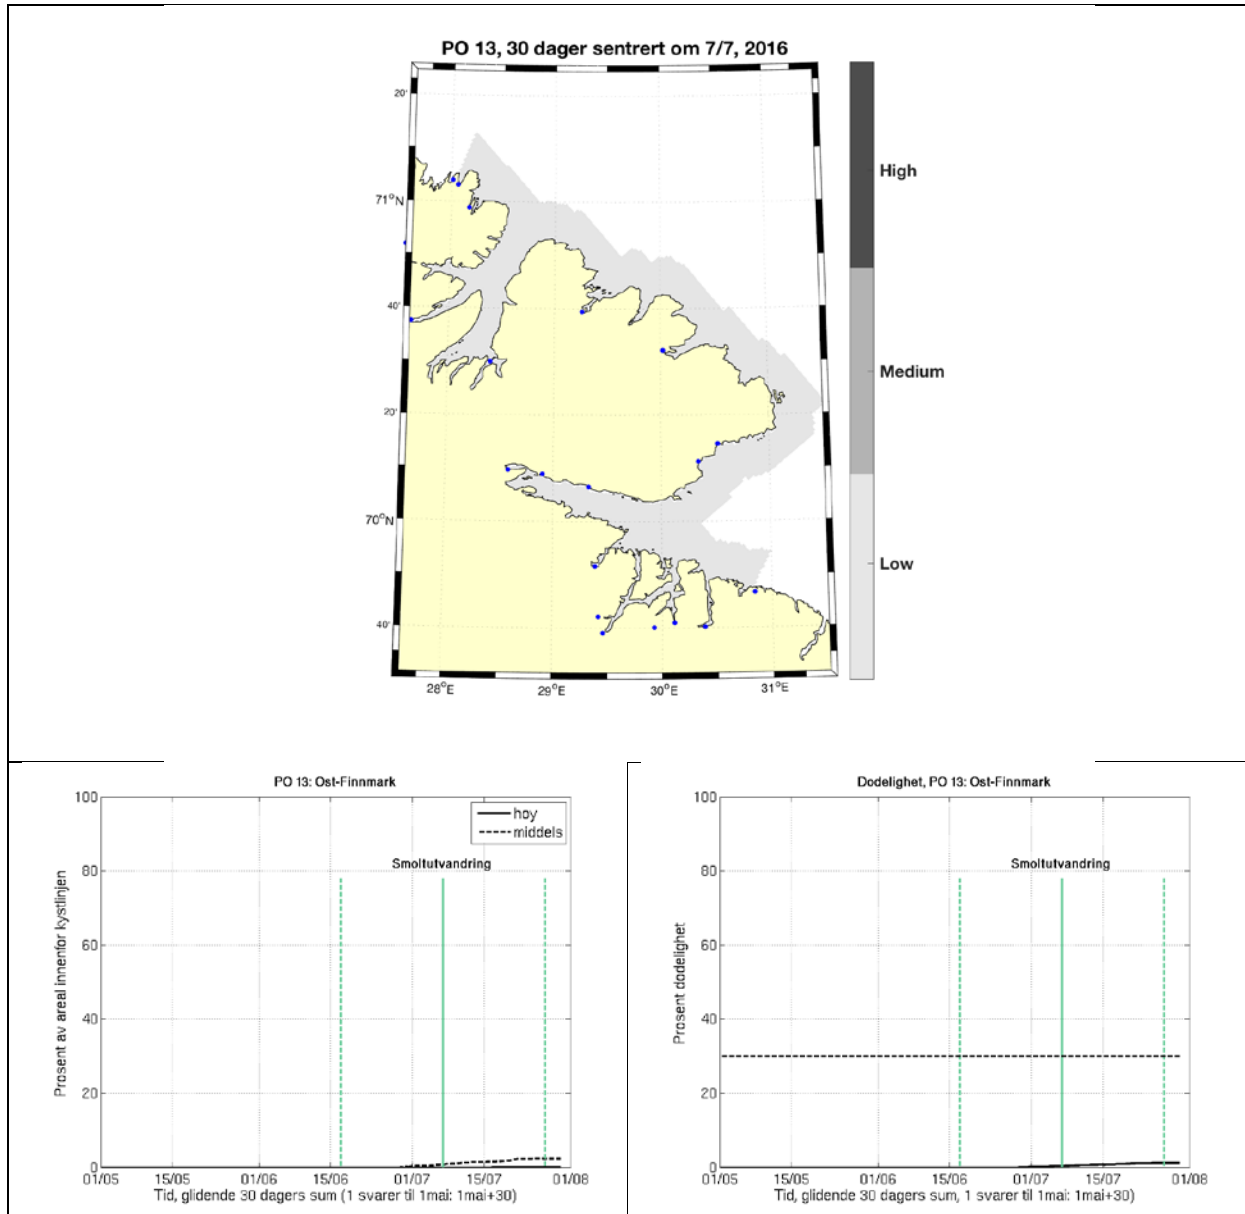 PO 13, 30 dager sentrert om 7/7, 2016
20'
71°N
40'
20'
70°N
40'
28°E
29°E
30°E
31°E
High
Medium
Low
PO 13: Ost-Finnmark
hoy
middels
Smoltutvandring
Prosent av areal innenfor kystlinjen
100
80
60
40
20
0
01/05
15/05
01/06
15/06
01/07
15/07
01/08
Tid, glidende 30 dagers sum (1 svarer til 1mai: 1mai+30)
Dodelighet, PO 13: Ost-Finnmark
Smoltutvandring
Prosent dodelighet
100
80
60
40
20
0
01/05
15/05
01/06
15/06
01/07
15/07
01/08
Tid, glidende 30 dagers sum, 1 svarer til 1mai: 1mai+30)